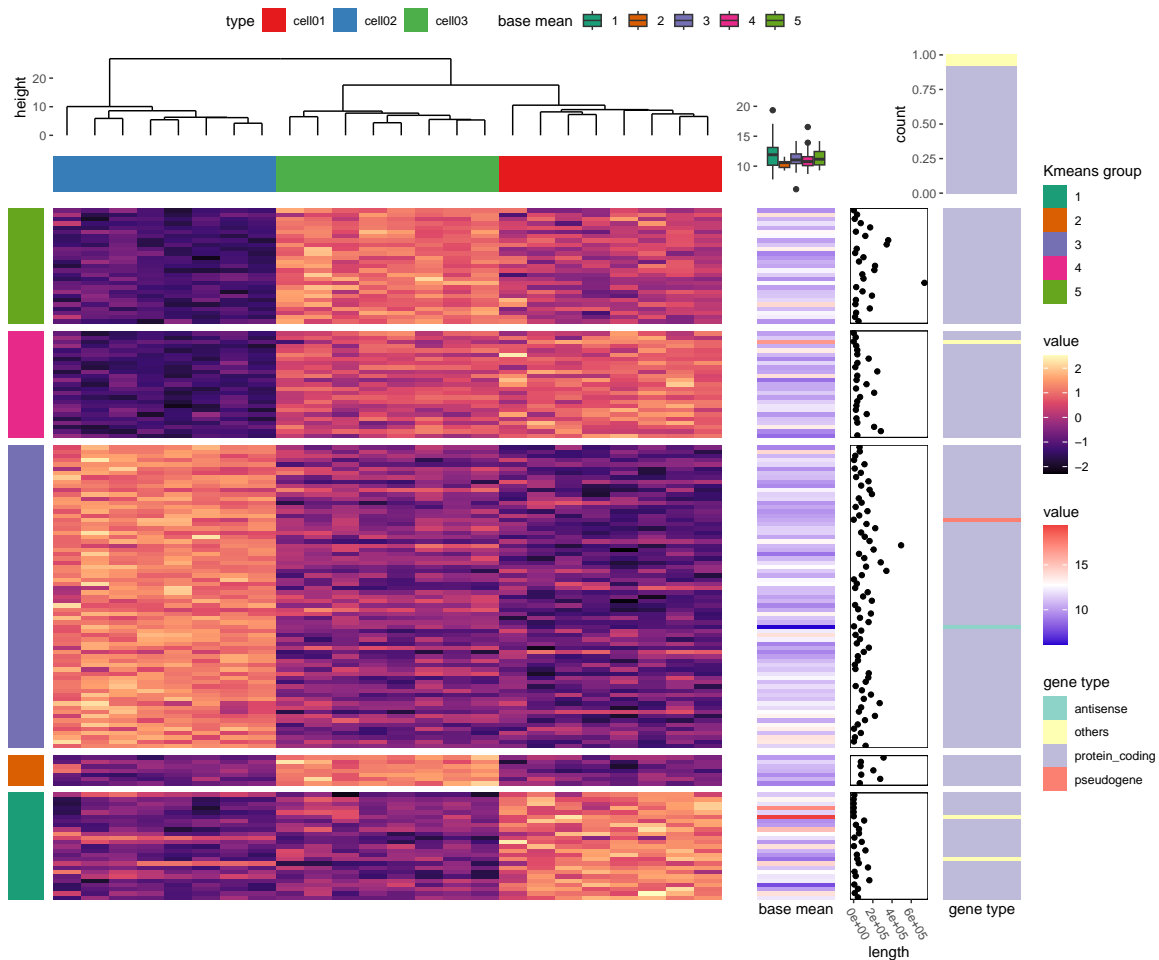 type cell01 cell02 cell03 base mean 1 2 3 4 5
height
20
10
0
20
15
10
count
1.00
0.75
0.50
0.25
0.00
Kmeans group
1
2
3
4
5
value
2
1
0
−1
−2
value
15
10
gene type
antisense
others
protein_coding
pseudogene
base mean
0e+00
2e+05
4e+05
6e+05
length
gene type